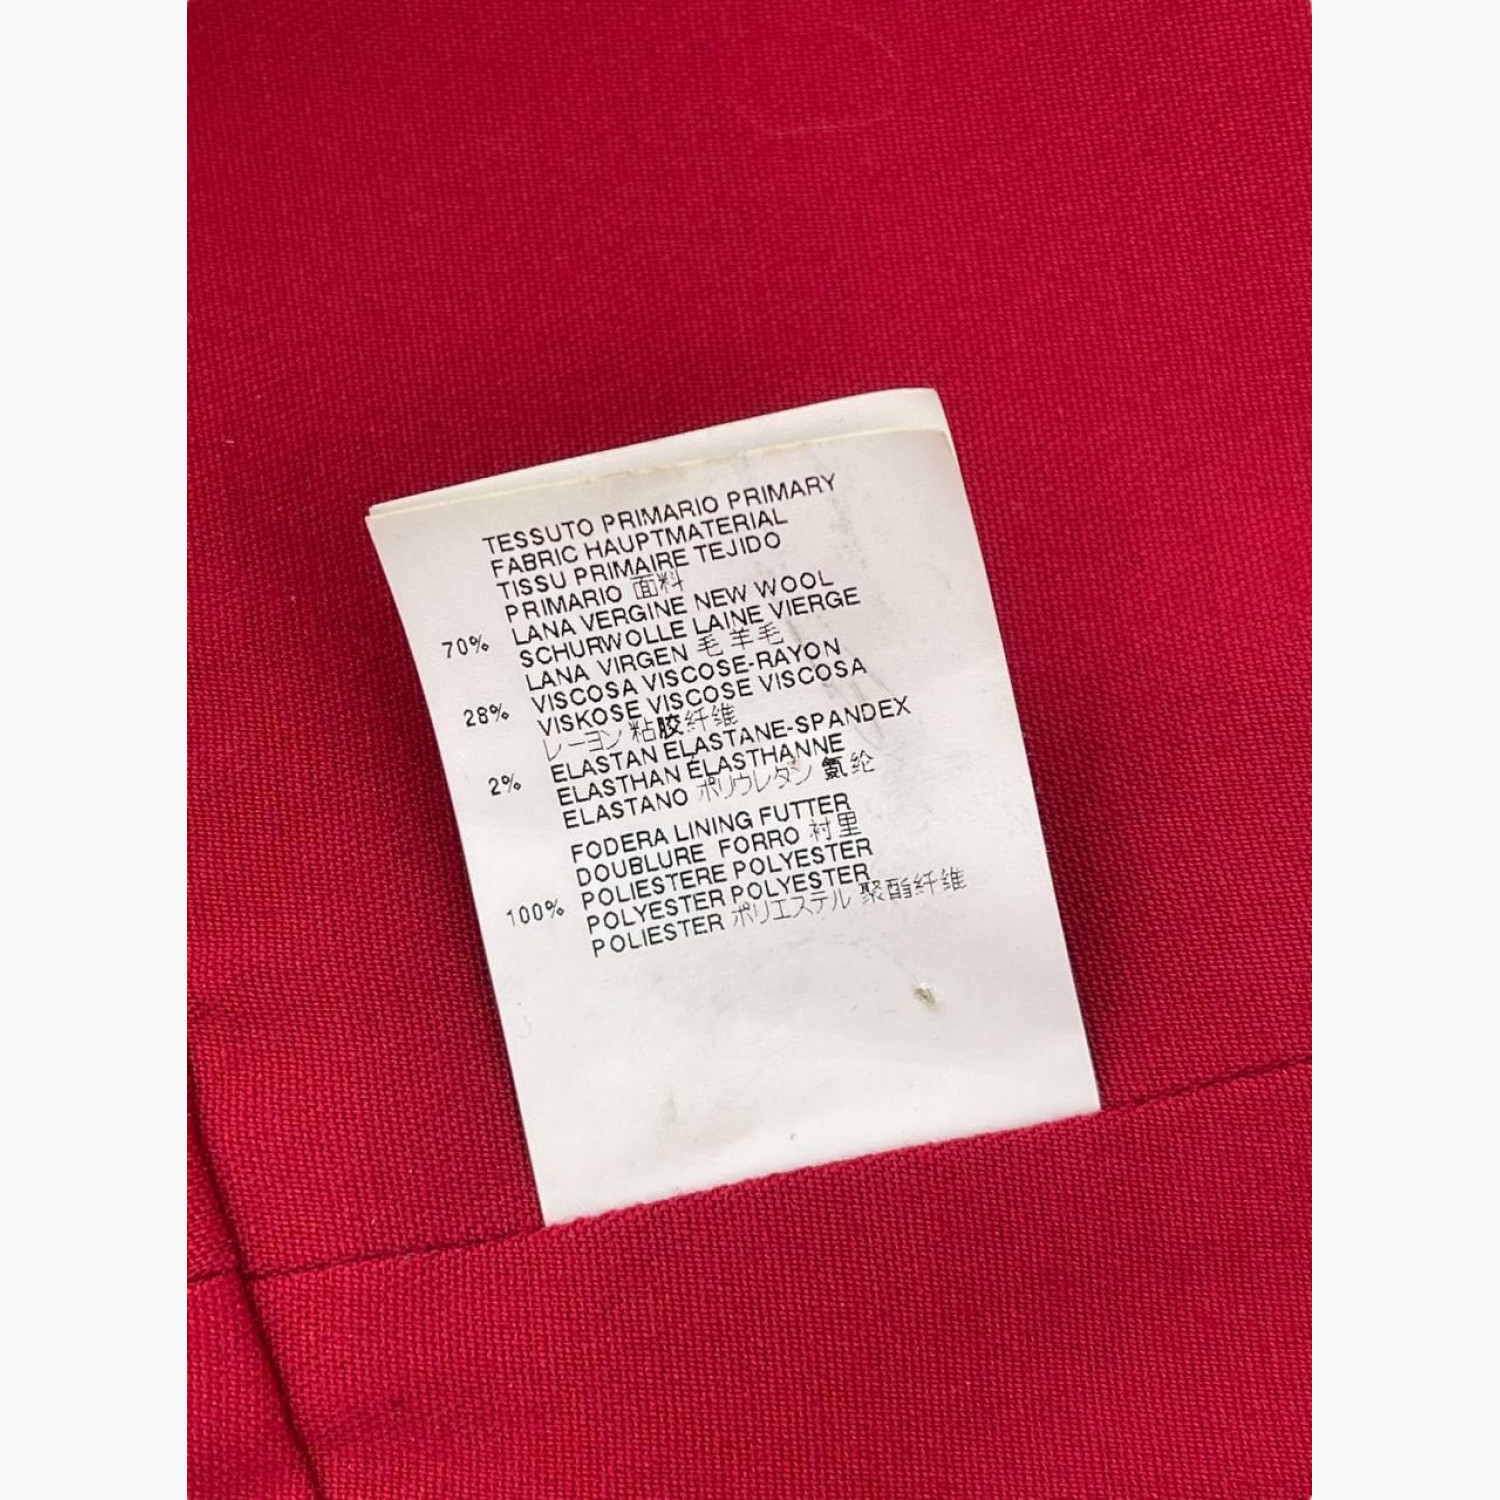 TESSUTO PRIMARIO PRIMARY
FABRIC HAUPTMATERIAL
TISSU PRIMAIRE TEJIDO
PRIMARIO 面料
70% LANA VERGINE NEW WOOL
SCHURWOLLE LAINE VIERGE
LANA VIRGEN 毛 羊毛
28% VISCOSA VISCOSE-RAYON
VISKOSE VISCOSE VISCOSA
レーヨン 粘胶纤维
2% ELASTAN ELASTANE-SPANDEX
ELASTHAN ÉLASTHANNE
ELASTANO ポリウレタン 氨纶
FODERA LINING FUTTER
DOUBLURE FORRO 衬里
100% POLIESTERE POLYESTER
POLYESTER POLYESTER
POLIESTER ポリエステル 聚酯纤维